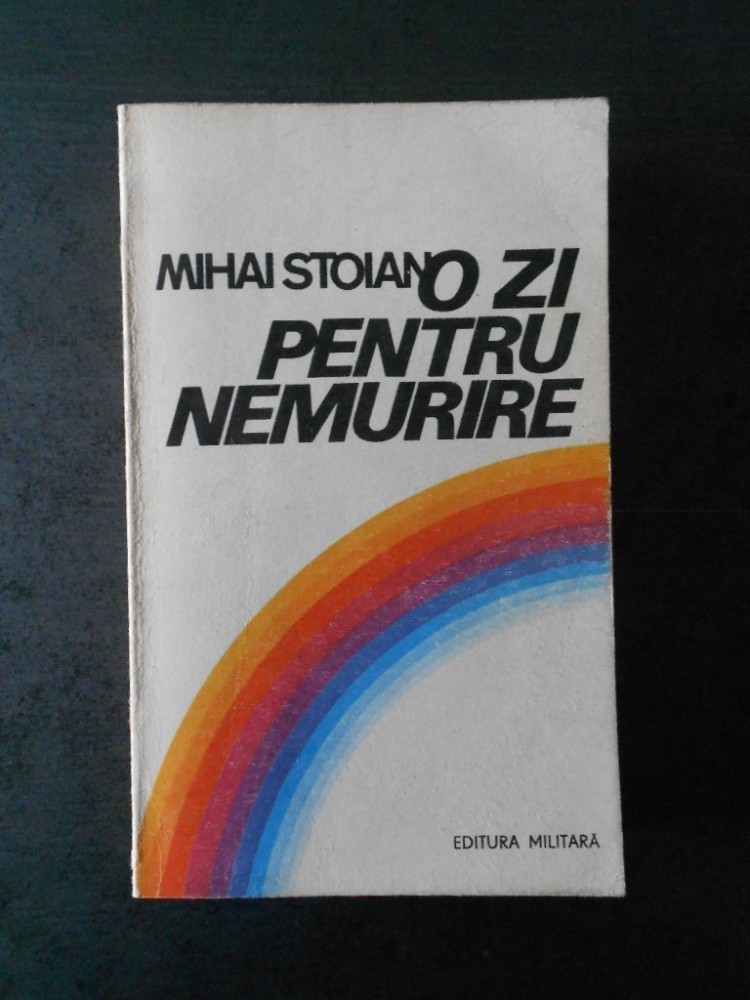 MIHAI STOIAN O ZI
PENTRU
NEMURIRE
EDITURA MILITARĂ